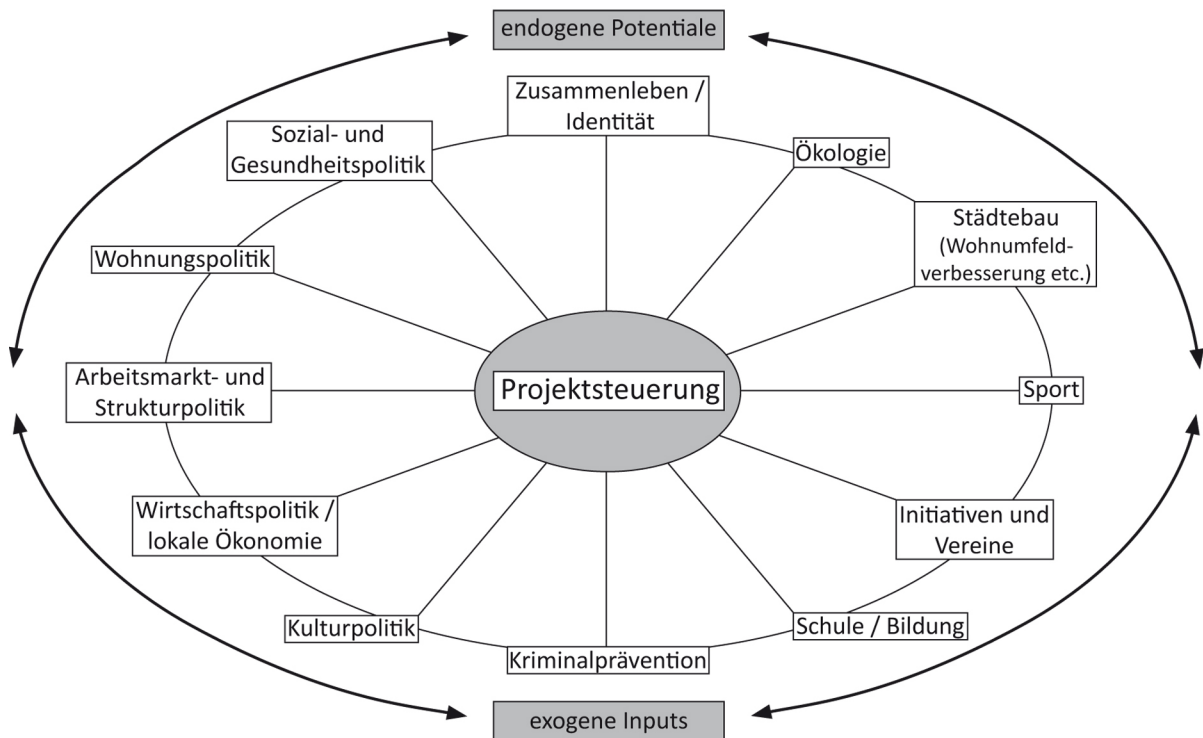 endogene Potentiale
Zusammenleben /
Identität
Sozial- und
Gesundheitspolitik
Ökologie
Städtebau
(Wohnumfeld-
verbesserung etc.)
Wohnungspolitik
Arbeitsmarkt- und
Strukturpolitik
Projektsteuerung
Sport
Wirtschaftspolitik /
lokale Ökonomie
Initiativen und
Vereine
Kulturpolitik
Schule / Bildung
Kriminalprävention
exogene Inputs